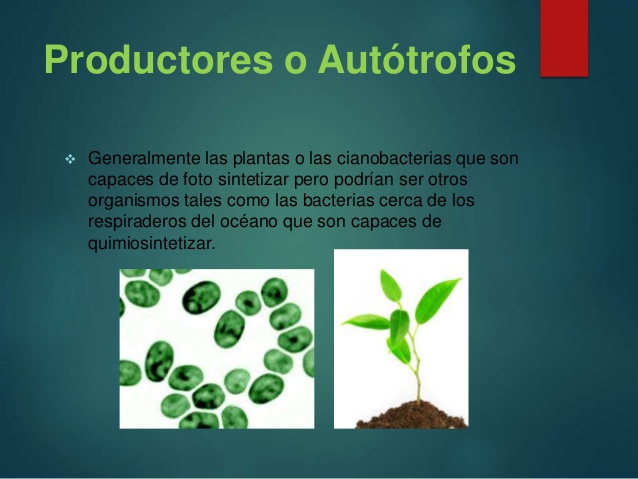 Productores o Autótrofos
Generalmente las plantas o las cianobacterias que son
capaces de foto sintetizar pero podrían ser otros
organismos tales como las bacterias cerca de los
respiraderos del océano que son capaces de
quimiosintetizar.